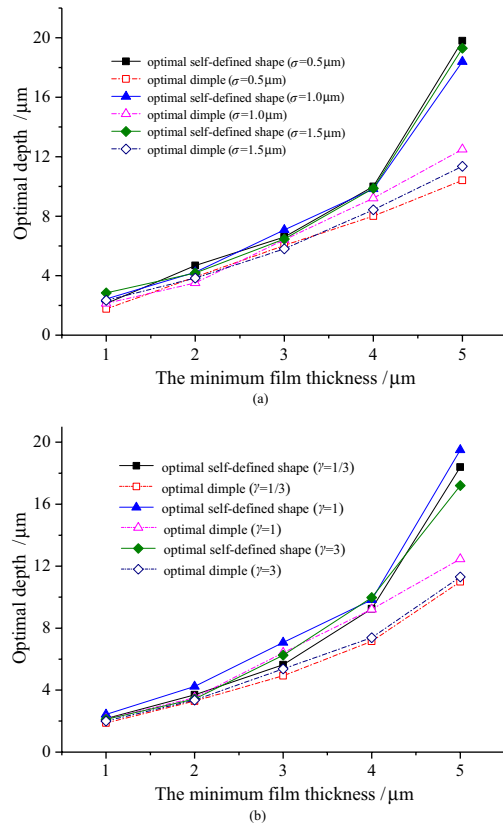 20
16
12
8
4
0
Optimal depth /μm
optimal self-defined shape (σ=0.5μm)
optimal dimple (σ=0.5μm)
optimal self-defined shape (σ=1.0μm)
optimal dimple (σ=1.0μm)
optimal self-defined shape (σ=1.5μm)
optimal dimple (σ=1.5μm)
1 2 3 4 5
The minimum film thickness /μm
(a)
20
16
12
8
4
0
Optimal depth /μm
optimal self-defined shape (γ=1/3)
optimal dimple (γ=1/3)
optimal self-defined shape (γ=1)
optimal dimple (γ=1)
optimal self-defined shape (γ=3)
optimal dimple (γ=3)
1 2 3 4 5
The minimum film thickness /μm
(b)